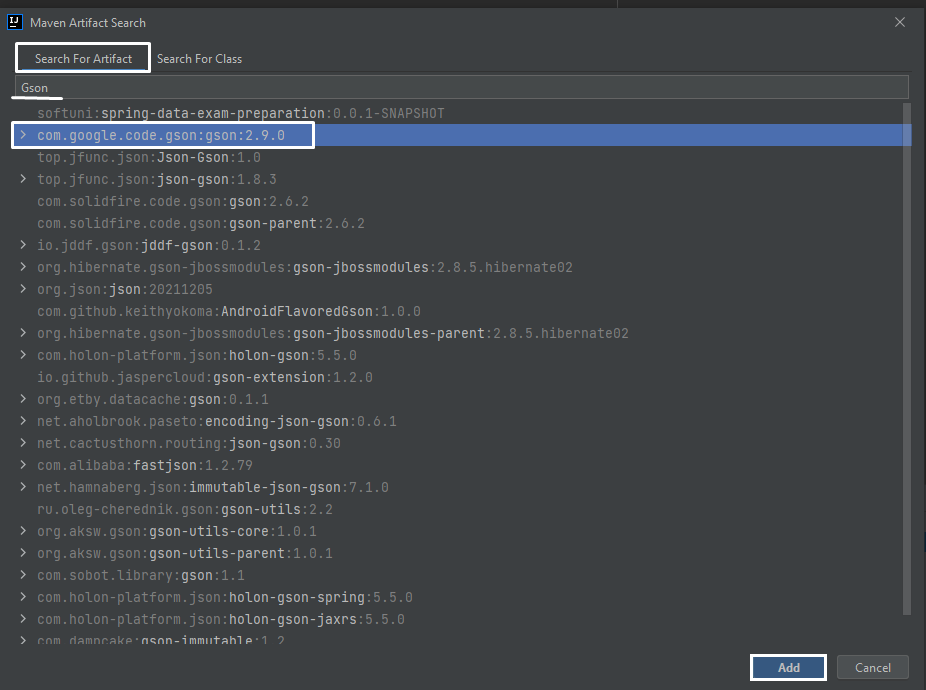 IJ Maven Artifact Search
Search For Artifact Search For Class
Gson
softuni:spring-data-exam-preparation:0.0.1-SNAPSHOT
com.google.code.gson:gson:2.9.0
top.jfunc.json:Json-Gson:1.0
top.jfunc.json:json-gson:1.8.3
com.solidfire.code.gson:gson:2.6.2
com.solidfire.code.gson:gson-parent:2.6.2
io.jddf.gson:jddf-gson:0.1.2
org.hibernate.gson-jbossmodules:gson-jbossmodules:2.8.5.hibernate02
org.json:json:20211205
com.github.keithyokoma:AndroidFlavoredGson:1.0.0
org.hibernate.gson-jbossmodules:gson-jbossmodules-parent:2.8.5.hibernate02
com.holon-platform.json:holon-gson:5.5.0
io.github.jaspercloud:gson-extension:1.2.0
org.etby.datacache:gson:0.1.1
net.aholbrook.paseto:encoding-json-gson:0.6.1
net.cactusthorn.routing:json-gson:0.30
com.alibaba:fastjson:1.2.79
net.hamnaberg.json:immutable-json-gson:7.1.0
ru.oleg-cherednik.gson:gson-utils:2.2
org.aksw.gson:gson-utils-core:1.0.1
org.aksw.gson:gson-utils-parent:1.0.1
com.sobot.library:gson:1.1
com.holon-platform.json:holon-gson-spring:5.5.0
com.holon-platform.json:holon-gson-jaxrs:5.5.0
com.dampcake:gson-immutable:1.2
Add Cancel